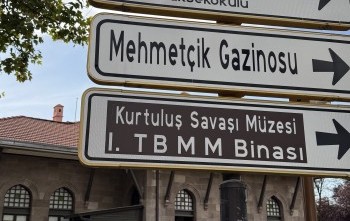 Mehmetçik Gazinosu
Kurtuluş Savaşı Müzesi
I. TBMM Binası